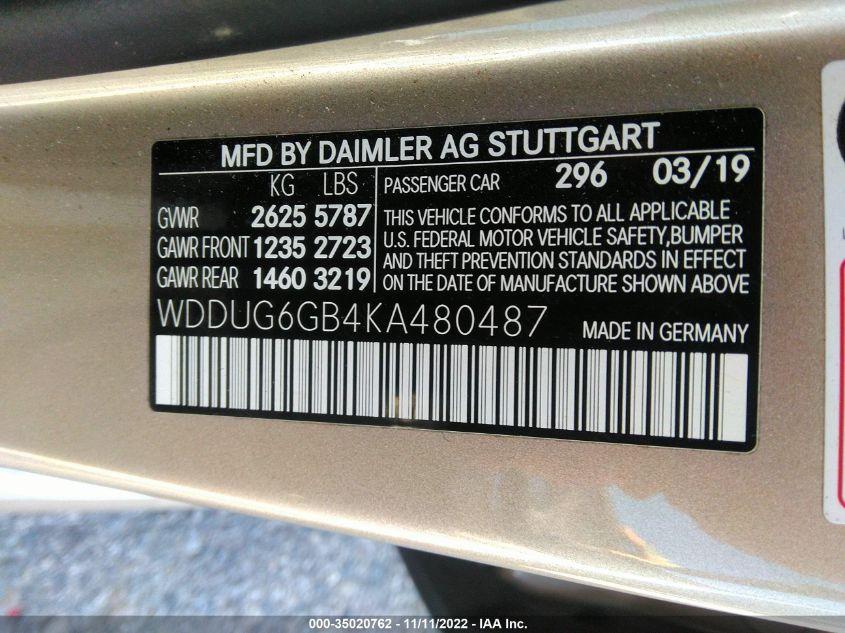 MFD BY DAIMLER AG STUTTGART
KG LBS
GVWR 2625 5787
GAWR FRONT 1235 2723
GAWR REAR 1460 3219
PASSENGER CAR 296 03/19
THIS VEHICLE CONFORMS TO ALL APPLICABLE
U.S. FEDERAL MOTOR VEHICLE SAFETY,BUMPER
AND THEFT PREVENTION STANDARDS IN EFFECT
ON THE DATE OF MANUFACTURE SHOWN ABOVE
WDDUG6GB4KA480487 MADE IN GERMANY
000-35020762 - 11/11/2022 - IAA Inc.